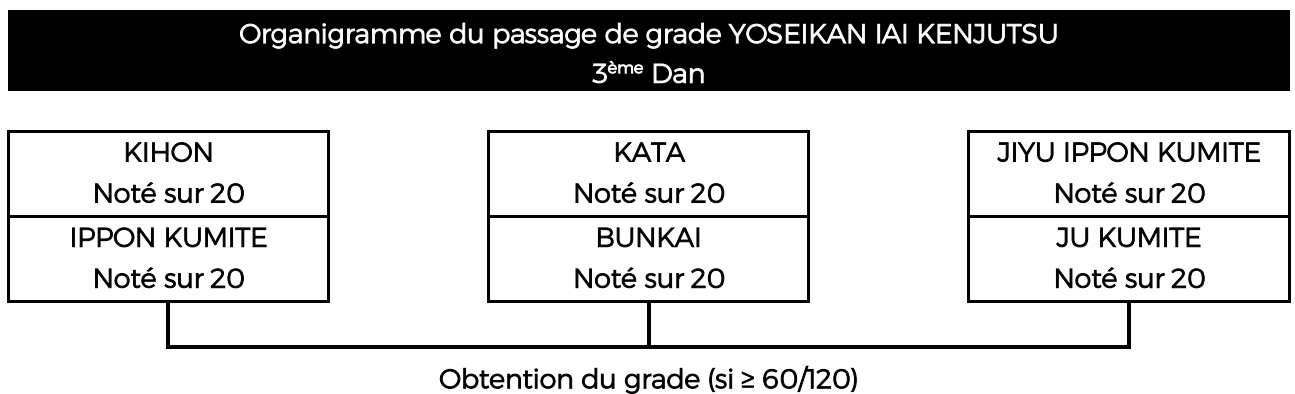 Organigramme du passage de grade YOSEIKAN IAI KENJUTSU
3ème Dan
KIHON
Noté sur 20
IPPON KUMITE
Noté sur 20
KATA
Noté sur 20
BUNKAI
Noté sur 20
JIYU IPPON KUMITE
Noté sur 20
JU KUMITE
Noté sur 20
Obtention du grade (si ≥ 60/120)